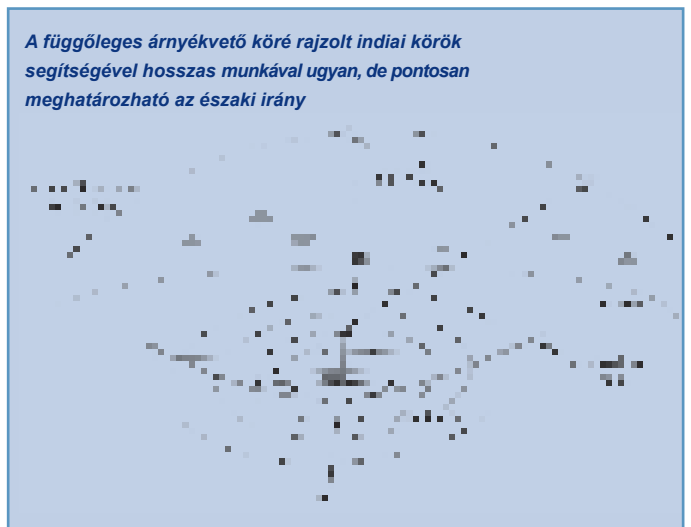 A függőleges árnyékvető köré rajzolt indiai körök
segítségével hosszas munkával ugyan, de pontosan
meghatározható az északi irány